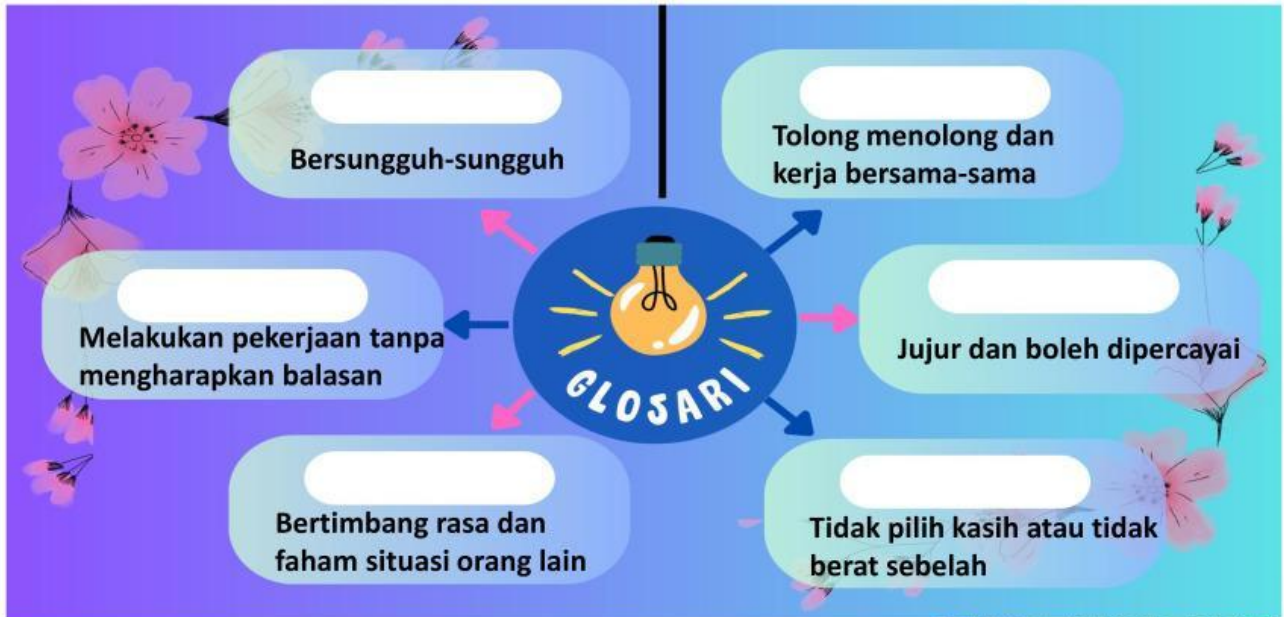 Bersungguh-sungguh
Tolong menolong dan
kerja bersama-sama
Melakukan pekerjaan tanpa
mengharapkan balasan
Jujur dan boleh dipercayai
GLOSARI
Bertimbang rasa dan
faham situasi orang lain
Tidak pilih kasih atau tidak
berat sebelah